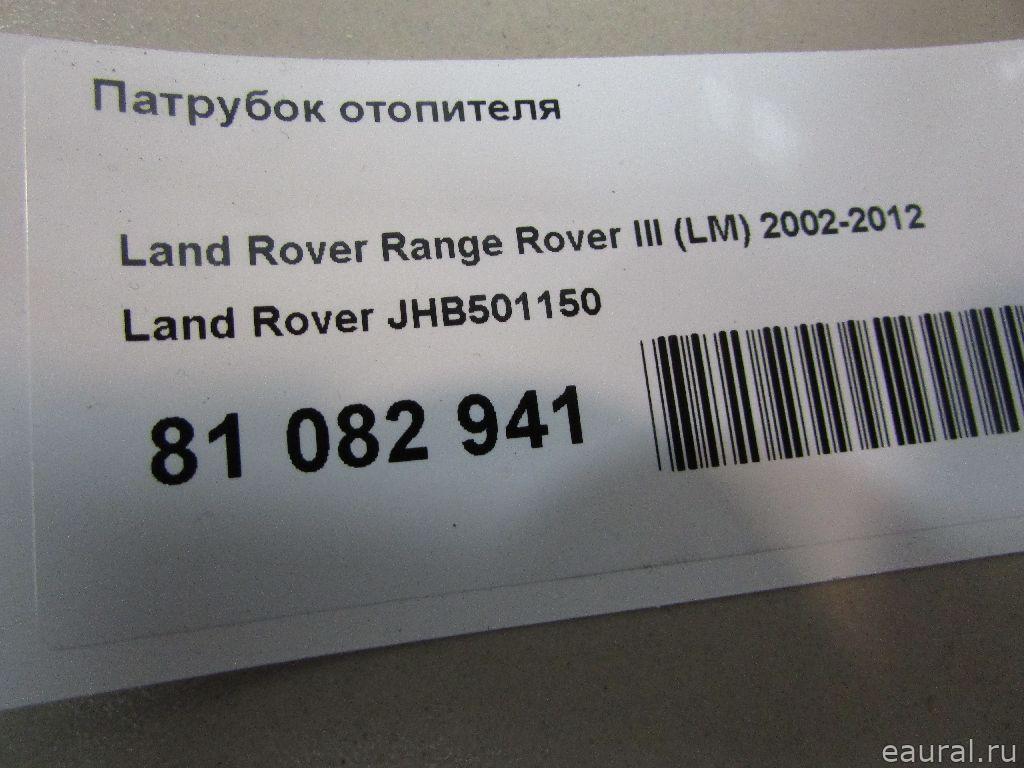 Патрубок отопителя
Land Rover Range Rover III (LM) 2002-2012
Land Rover JHB501150
81 082 941
eaural.ru